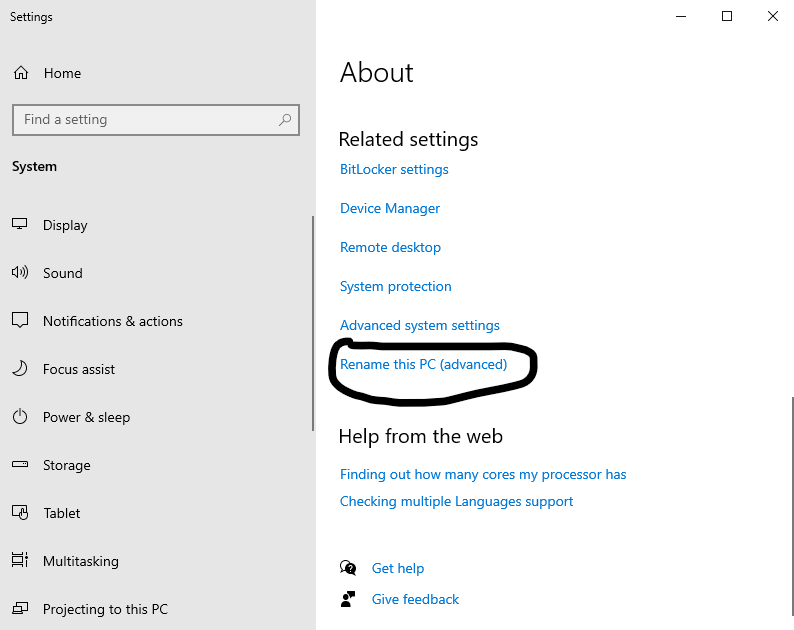 Settings
Home
Find a setting
System
Display
Sound
Notifications & actions
Focus assist
Power & sleep
Storage
Tablet
Multitasking
Projecting to this PC
About
Related settings
BitLocker settings
Device Manager
Remote desktop
System protection
Advanced system settings
Rename this PC (advanced)
Help from the web
Finding out how many cores my processor has
Checking multiple Languages support
Get help
Give feedback